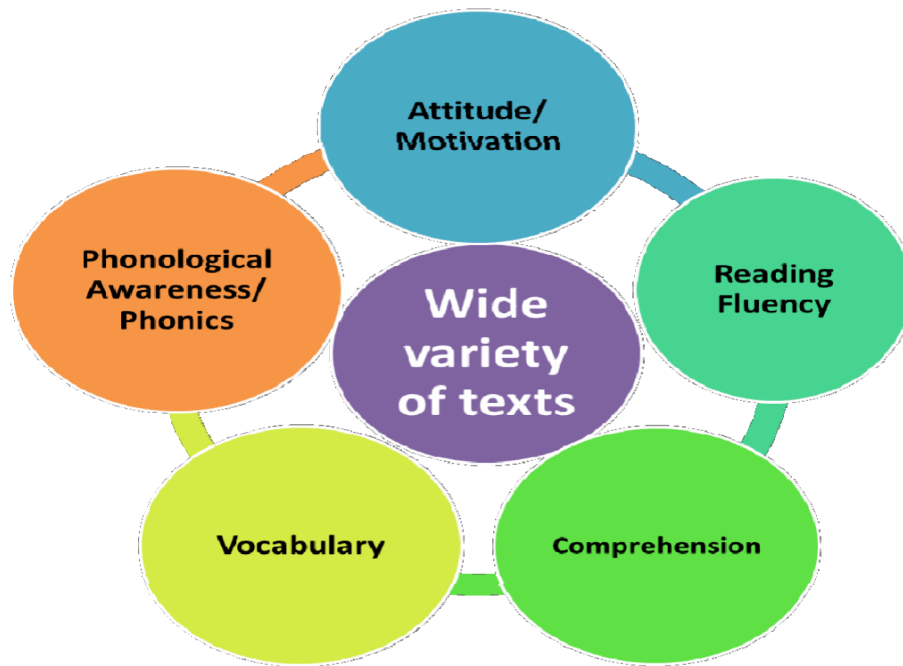 Attitude/
Motivation
Phonological
Awareness/
Phonics
Reading
Fluency
Wide
variety
of texts
Vocabulary
Comprehension